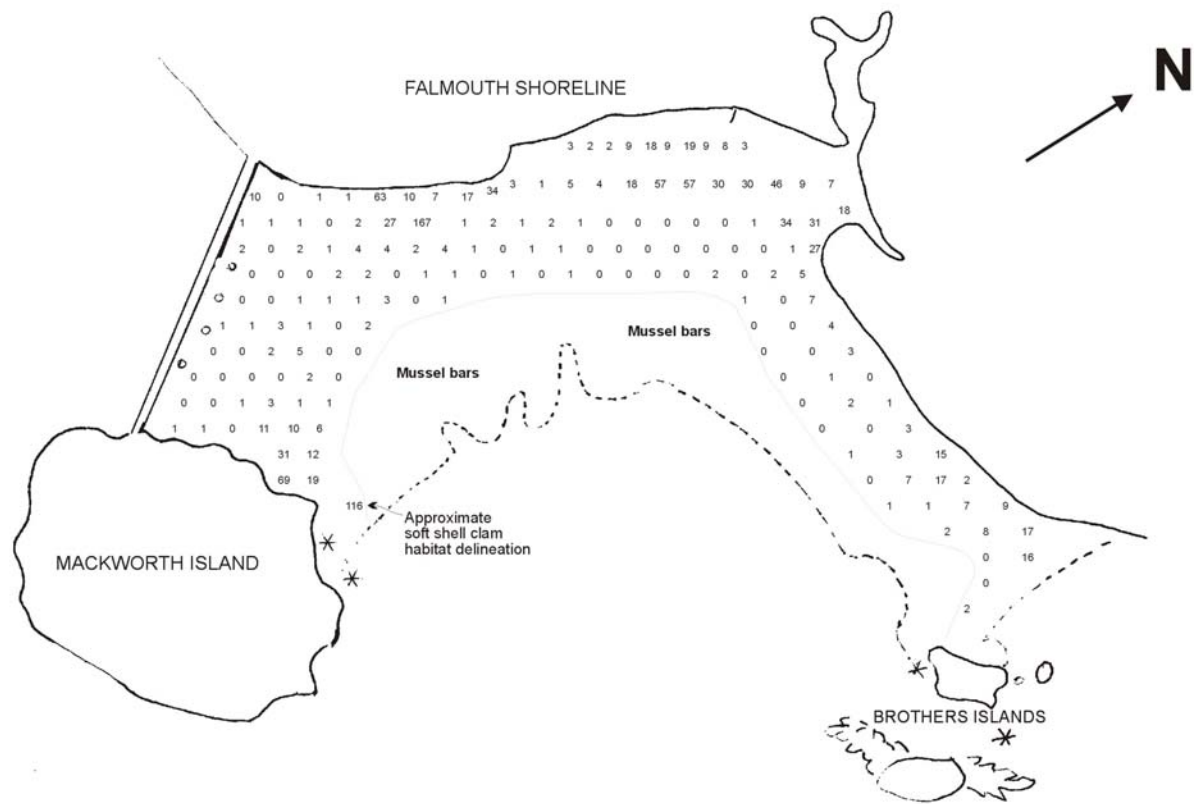 N
FALMOUTH SHORELINE
3 2 2 9 18 9 19 9 8 3
10 0 1 1 63 10 7 17 34 3 1 5 4 18 57 57 30 30 46 9 7
18
1 1 1 0 2 27 167 1 2 1 2 1 0 0 0 0 0 1 34 31
2 0 2 1 4 4 2 4 1 0 1 1 0 0 0 0 0 0 1 27
0 0 0 2 2 0 1 1 0 1 0 1 0 0 0 0 2 0 2 5
0 0 1 1 1 3 0 1 1 0 7
1 1 3 1 0 2 0 0 4
Mussel bars
0 0 2 5 0 0 0 0 3
Mussel bars
0 0 0 0 2 0 0 1 0
0 0 1 3 1 1 0 2 1
1 1 0 11 10 6 0 0 3
31 12 1 3 15
69 19 0 7 17 2
116 1 1 7 9
Approximate
soft shell clam
habitat delineation
2 8 17
0 16
MACKWORTH ISLAND
0
2
BROTHERS ISLANDS